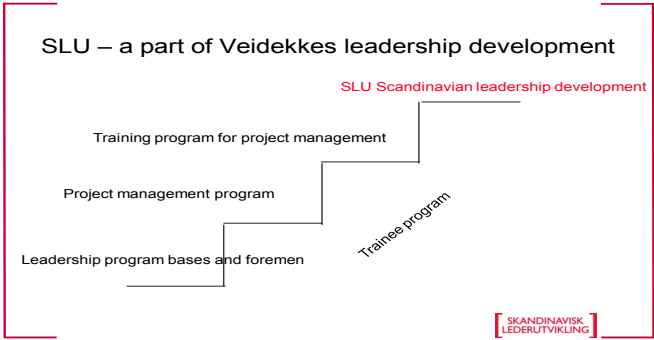 SLU – a part of Veidekkes leadership development
SLU Scandinavian leadership development
Training program for project management
Project management program
Trainee program
Leadership program bases and foremen
SKANDINAVISK
LEDERUTVIKLING